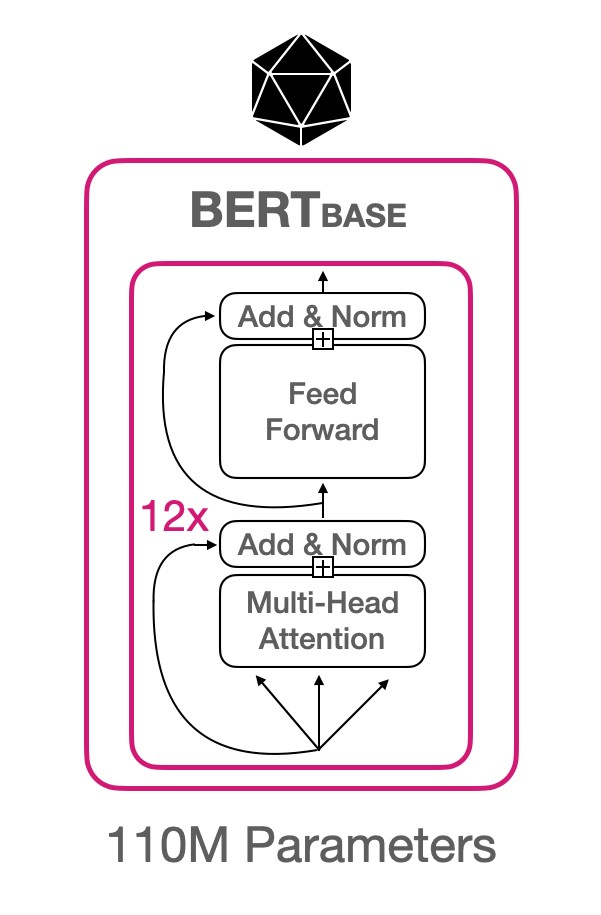 BERTBASE
Add & Norm
Feed
Forward
12x
Add & Norm
Multi-Head
Attention
110M Parameters